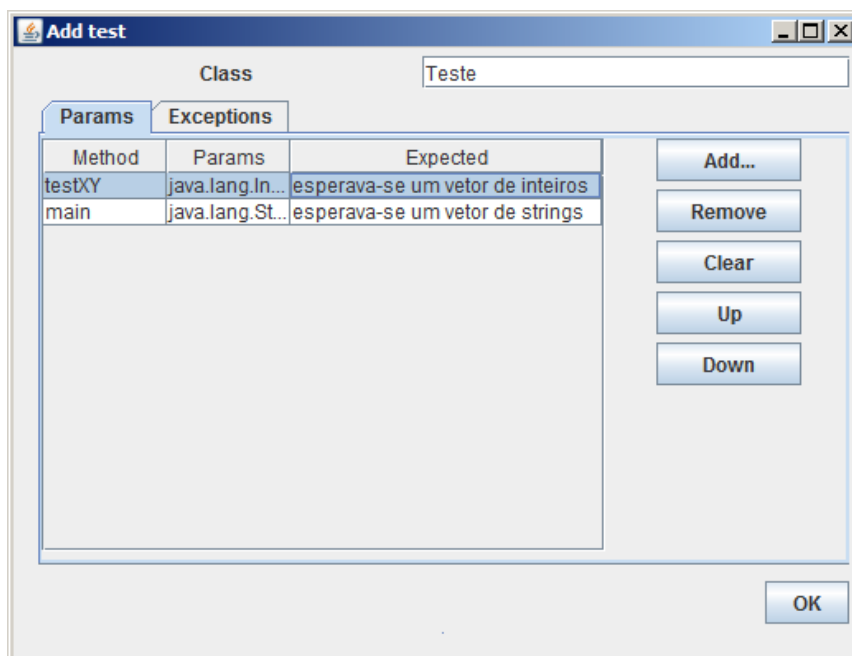 Add test
Class Teste
Params Exceptions
Method Params Expected
testXY java.lang.In... esperava-se um vetor de inteiros
main java.lang.St... esperava-se um vetor de strings
Add...
Remove
Clear
Up
Down
OK